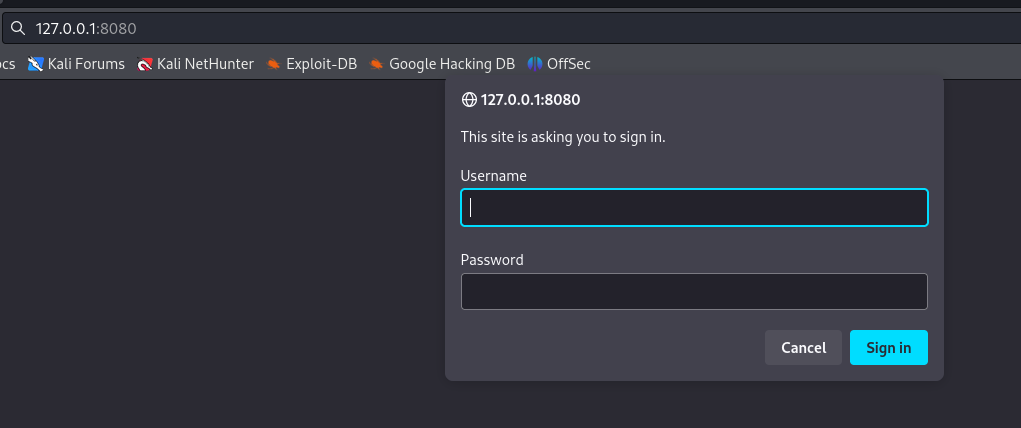 127.0.0.1:8080
ocs Kali Forums Kali NetHunter Exploit-DB Google Hacking DB OffSec
127.0.0.1:8080
This site is asking you to sign in.
Username
Password
Cancel Sign in